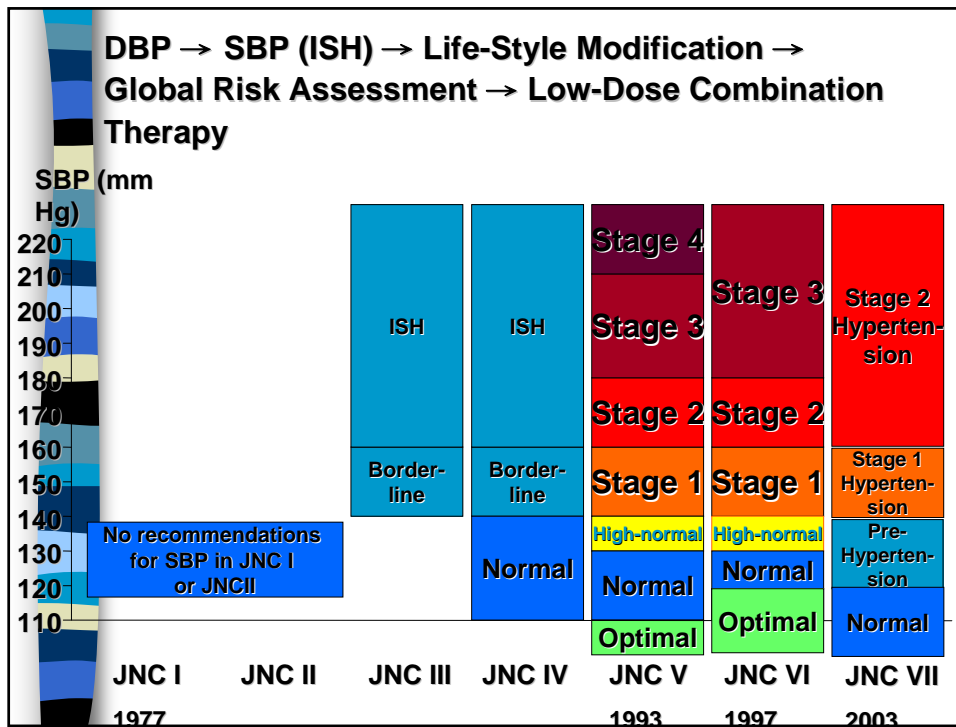 DBP → SBP (ISH) → Life-Style Modification →
Global Risk Assessment → Low-Dose Combination
Therapy
SBP (mm
Hg)
220
210
200
190
180
170
160
150
140
130
120
110
No recommendations
for SBP in JNC I
or JNCII
ISH
Border-
line
ISH
Border-
line
Normal
Stage 4
Stage 3
Stage 2
Stage 1
High-normal
Normal
Optimal
Stage 3
Stage 2
Stage 1
High-normal
Normal
Optimal
Stage 2
Hyperten-
sion
Stage 1
Hyperten-
sion
Pre-
Hyperten-
sion
Normal
JNC I JNC II JNC III JNC IV JNC V JNC VI JNC VII
1977 1993 1997 2003